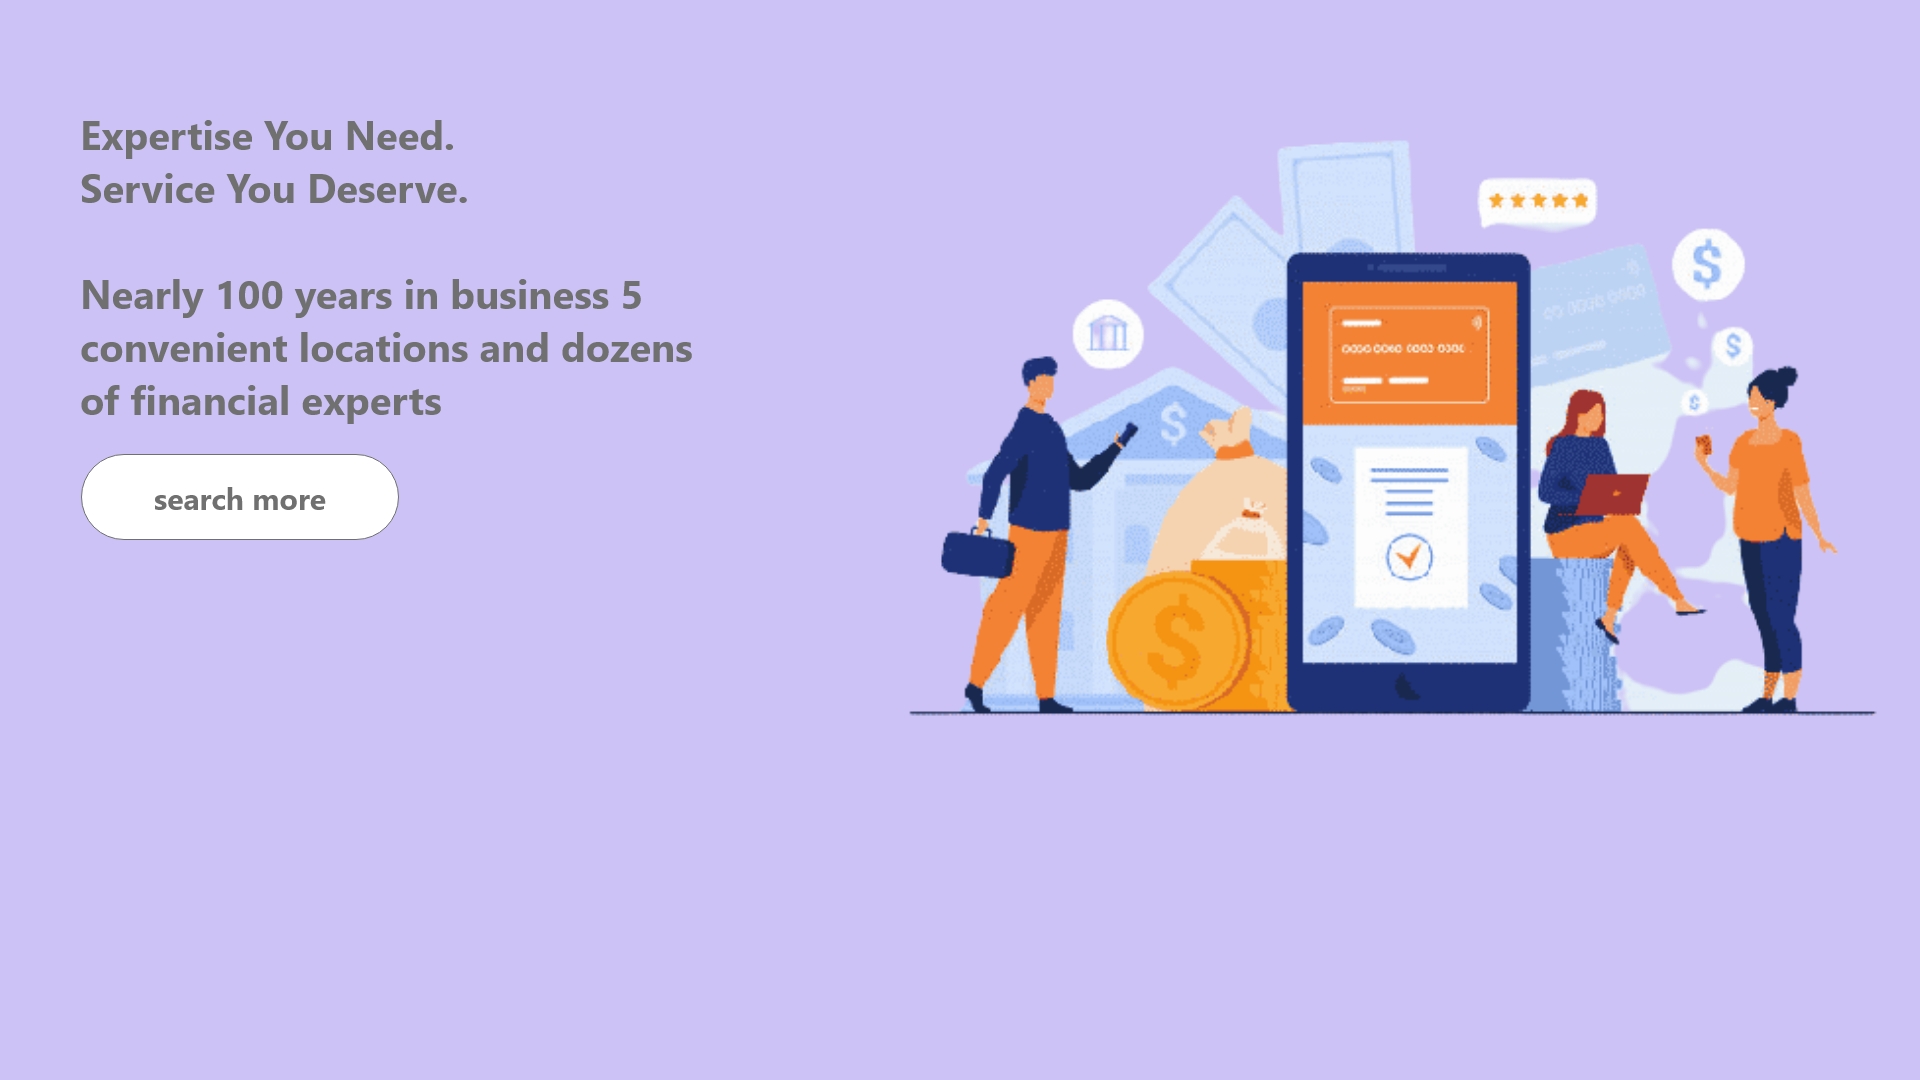 Expertise You Need.
Service You Deserve.
Nearly 100 years in business 5
convenient locations and dozens
of financial experts
search more